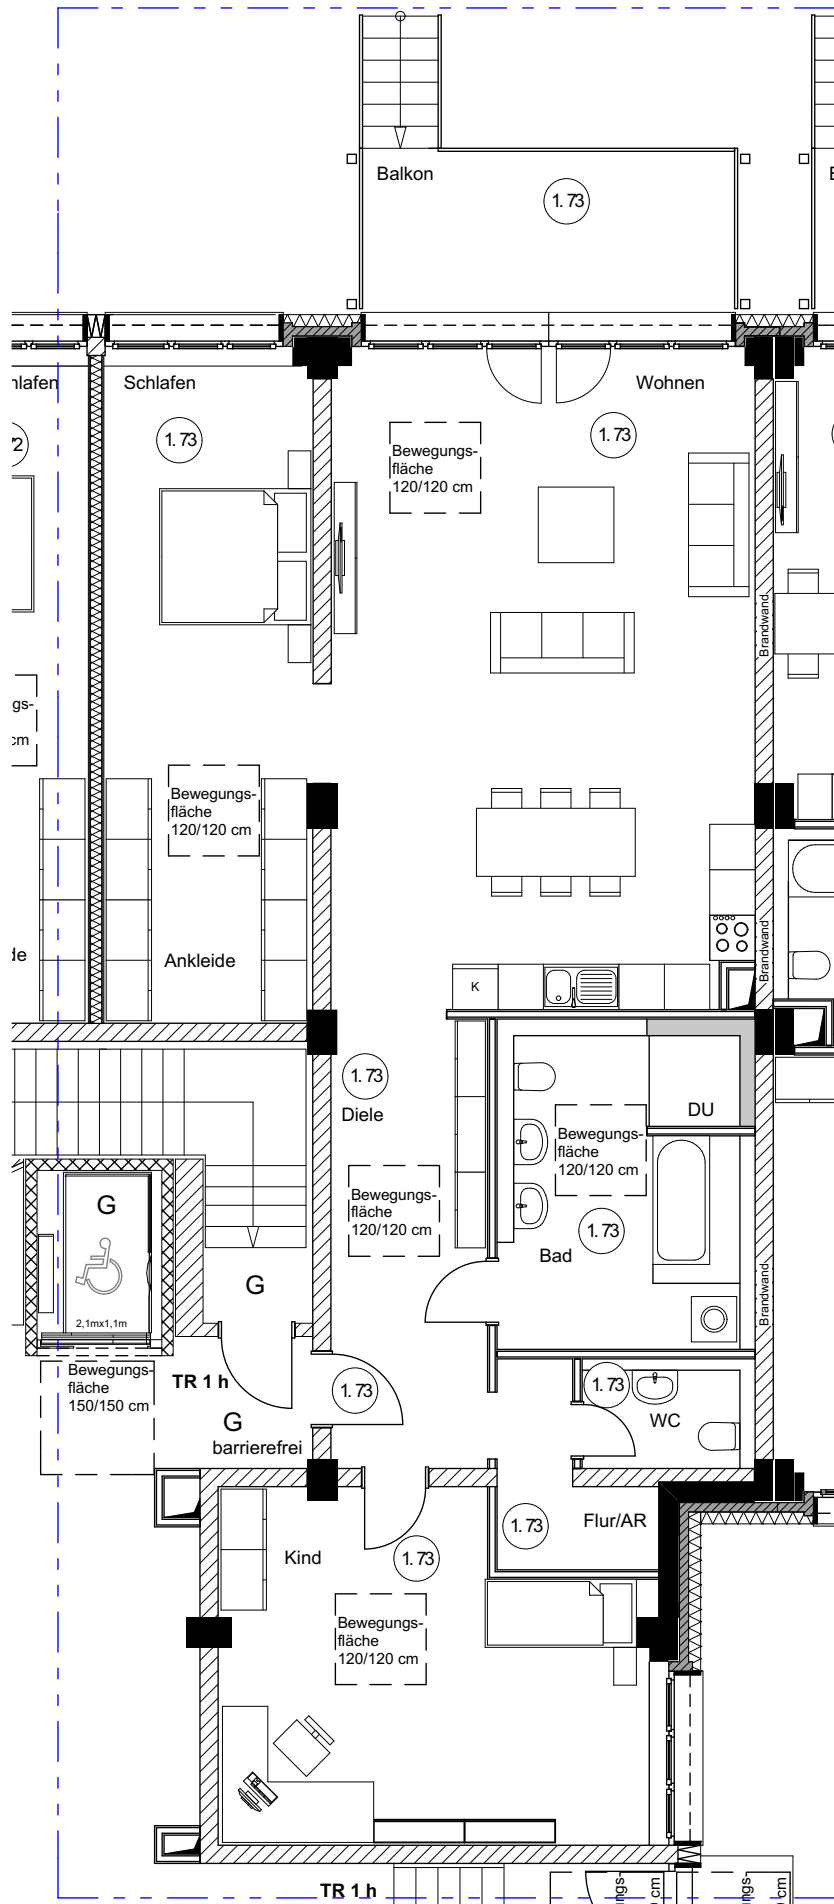 Balkon
1.73
Schlafen
Wohnen
1.73
1.73
Bewegungs-
fläche
120/120 cm
Brandwand
Bewegungs-
fläche
120/120 cm
Ankleide
Brandwand
K
1.73
Diele
DU
Bewegungs-
fläche
120/120 cm
Bewegungs-
fläche
120/120 cm
G
1.73
Bad
G
2,1mx1,1m
Brandwand
Bewegungs-
fläche
150/150 cm
TR 1 h
1.73
1.73
WC
G
barrierefrei
1.73
Flur/AR
Kind
1.73
Bewegungs-
fläche
120/120 cm
TR 1 h